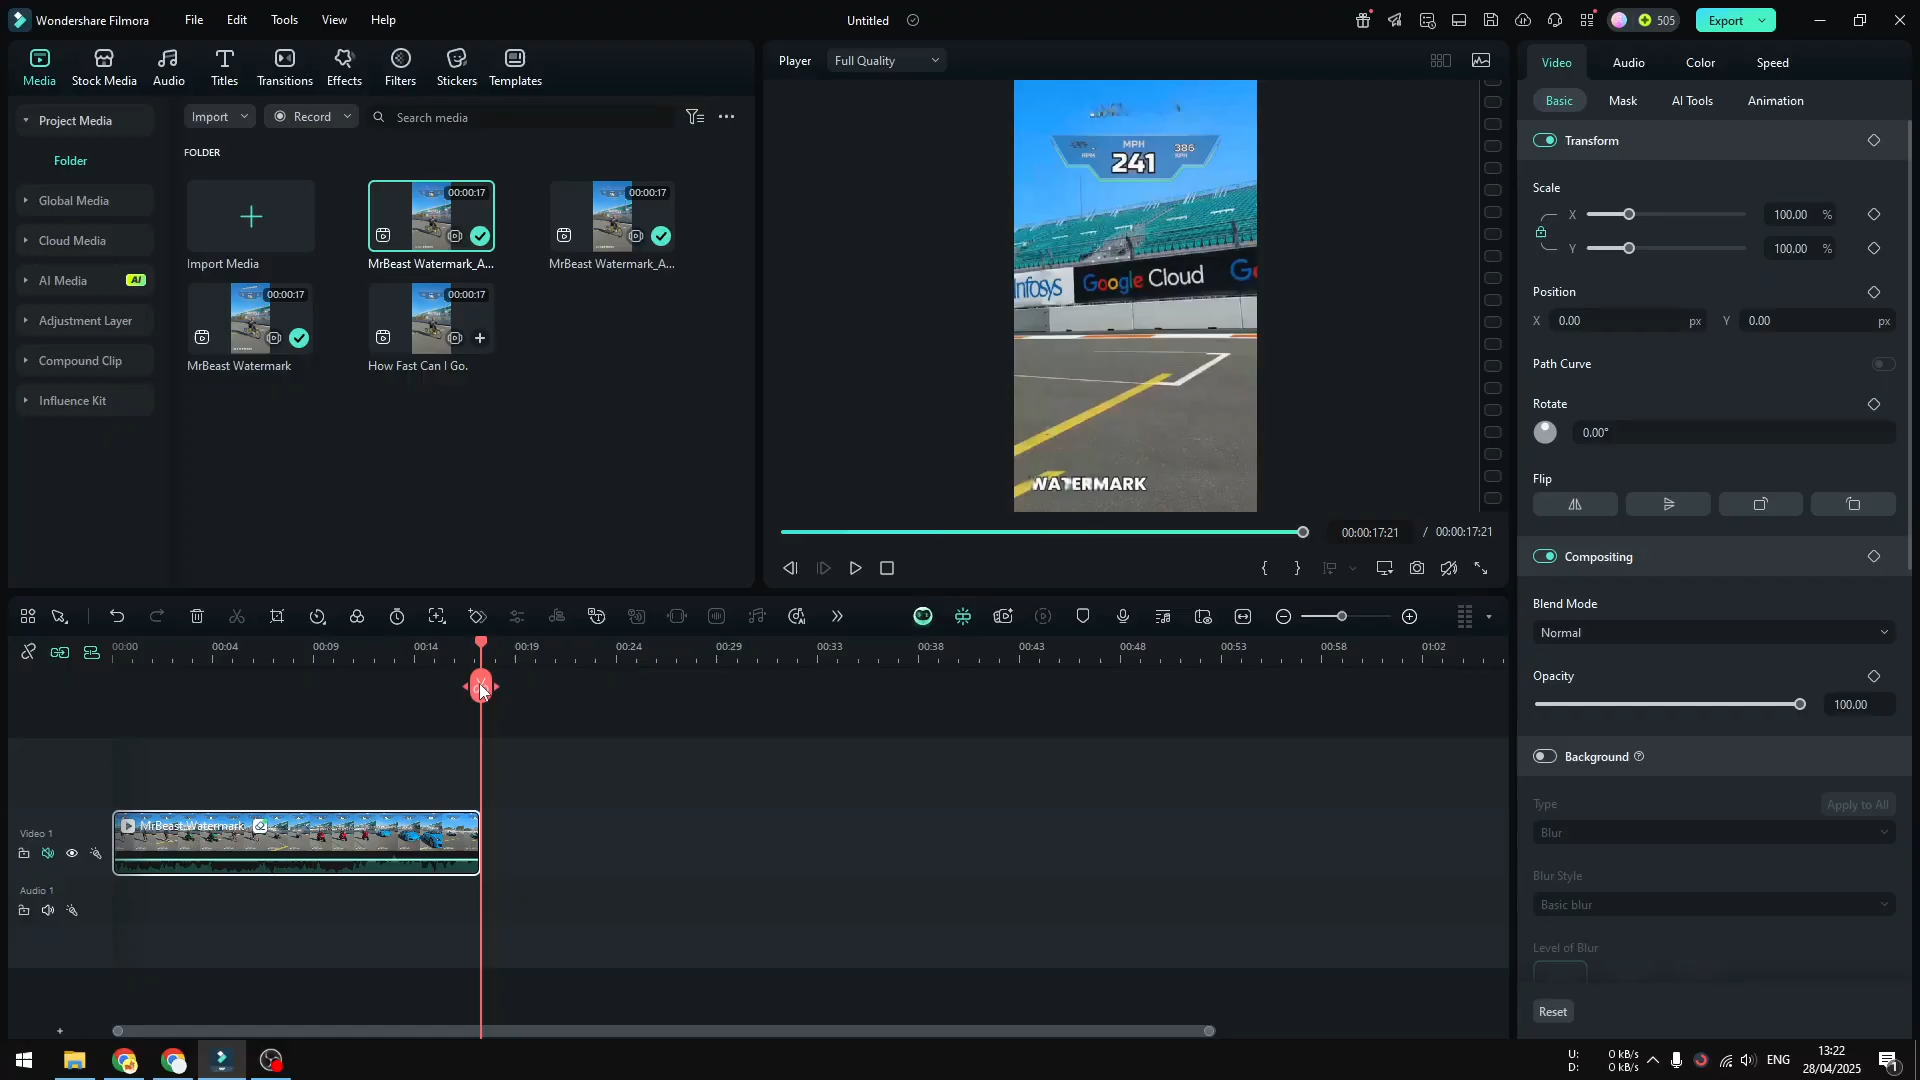 Wondershare Filmora
File
Edit
Tools
View
Help
Untitled
505
Export
Media
Stock Media
Audio
Titles
Transitions
Effects
Filters
Stickers
Templates
Player
Full Quality
Video
Audio
Color
Speed
Basic
Mask
AI Tools
Animation
Project Media
Folder
Global Media
Cloud Media
AI Media
AI
Adjustment Layer
Compound Clip
Influence Kit
Import
Record
Search media
FOLDER
Import Media
00:00:17
MrBeast Watermark_A...
00:00:17
MrBeast Watermark_A...
00:00:17
MrBeast Watermark
00:00:17
How Fast Can I Go.
MPH
241
386
KPH
Infosys
Google Cloud
WATERMARK
00:00:17:21 / 00:00:17:21
Transform
Scale
X 100.00 %
Y 100.00 %
Position
X 0.00 px Y 0.00 px
Path Curve
Rotate
0.00°
Flip
Compositing
Blend Mode
Normal
Opacity
100.00
Background
Type
Apply to All
Blur
Blur Style
Basic blur
Level of Blur
Reset
00:00
00:04
00:09
00:14
00:19
00:24
00:29
00:33
00:38
00:43
00:48
00:53
00:58
01:02
Video 1
MrBeast Watermark
Audio 1
U: 0 kB/s
D: 0 kB/s
ENG
13:22
28/04/2025
1